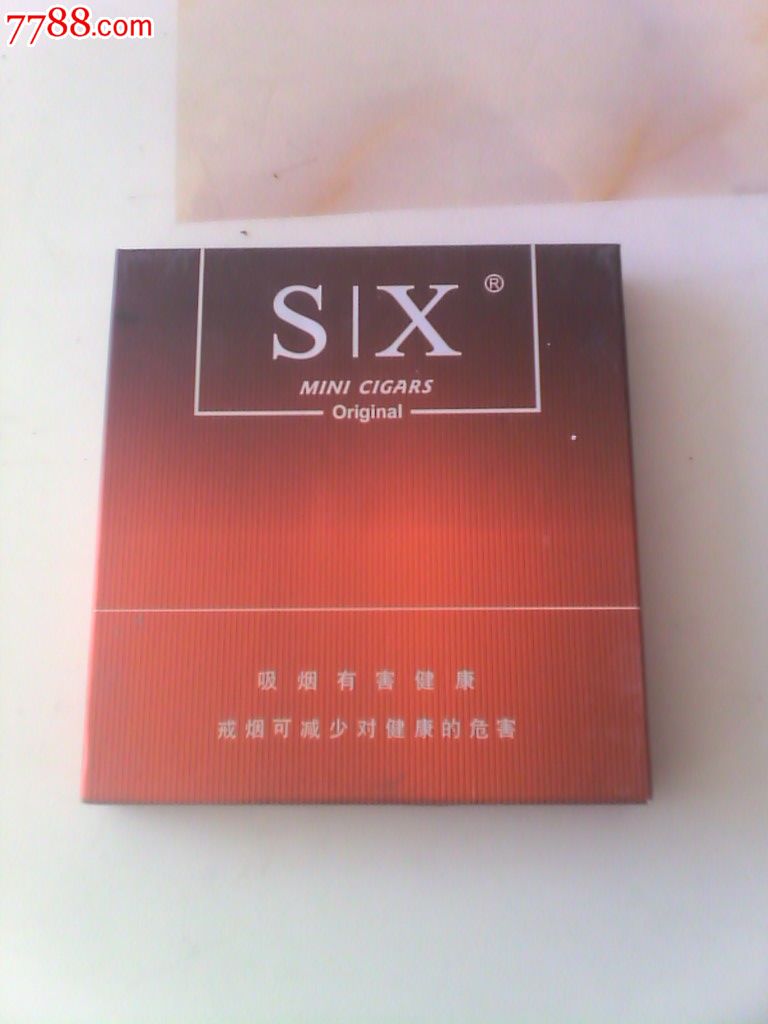 7788.com
S|X ®
MINI CIGARS
Original
吸烟有害健康
戒烟可减少对健康的危害